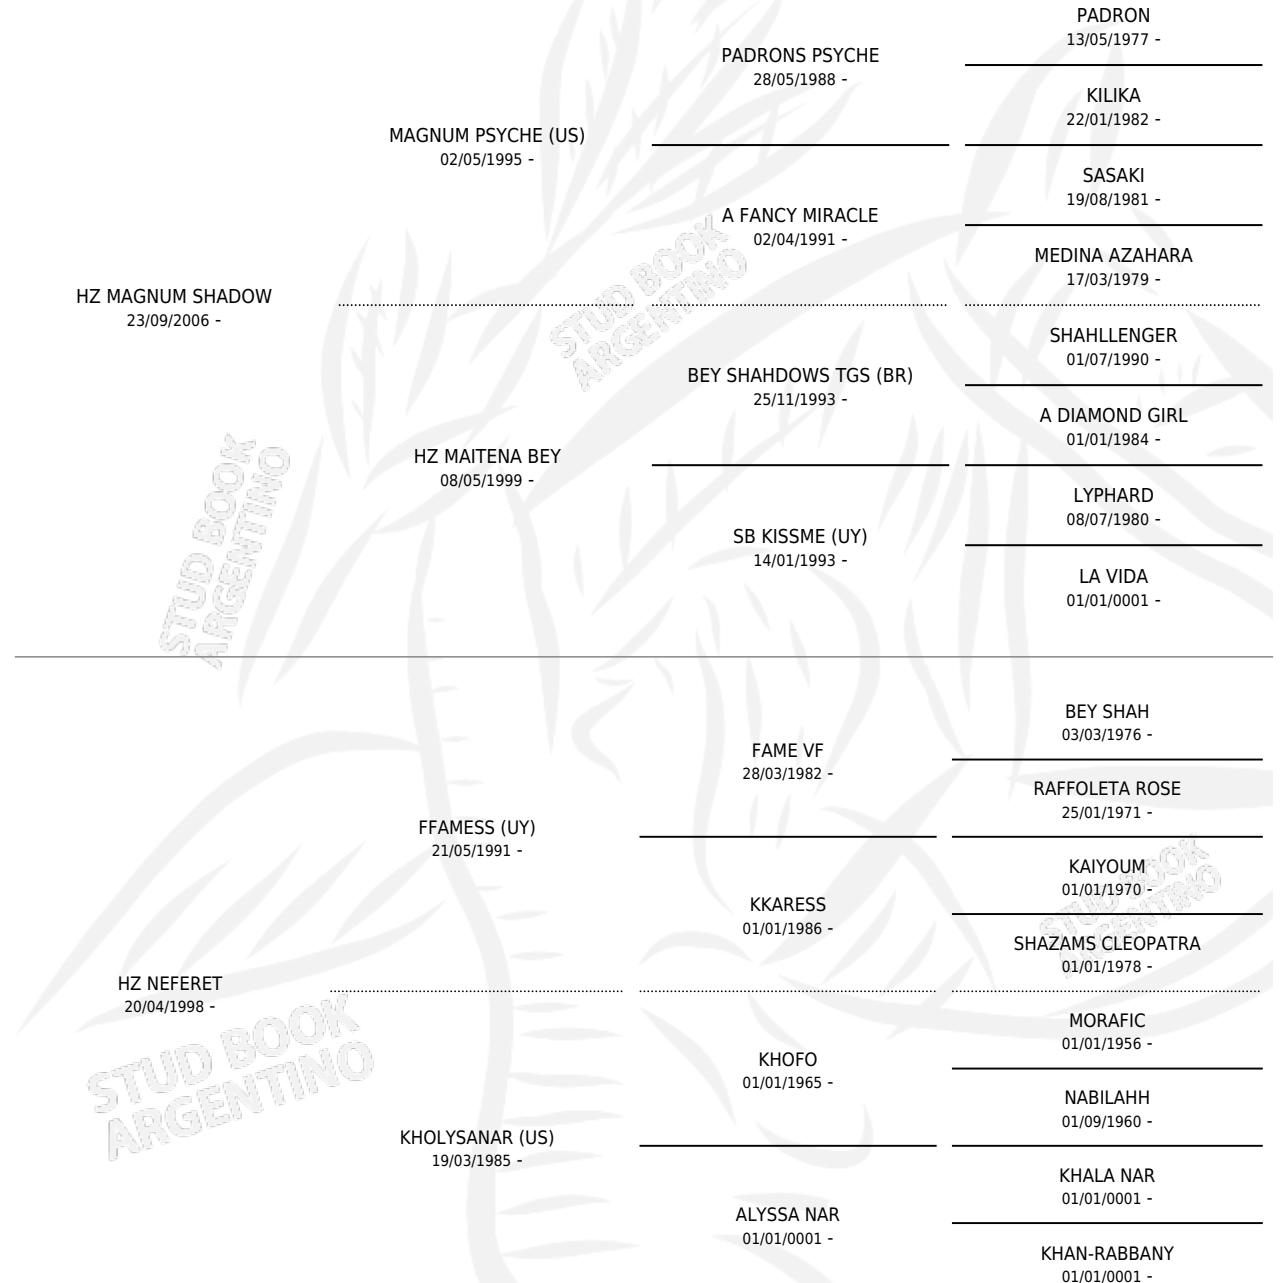 PADRON
13/05/1977 -
PADRONS PSYCHE
28/05/1988 -
KILIKA
22/01/1982 -
MAGNUM PSYCHE (US)
02/05/1995 -
SASAKI
19/08/1981 -
A FANCY MIRACLE
02/04/1991 -
MEDINA AZAHARA
17/03/1979 -
HZ MAGNUM SHADOW
23/09/2006 -
STUD BOOK
ARGENTINO
SHAHLLENGER
01/07/1990 -
BEY SHAHDOWS TGS (BR)
25/11/1993 -
A DIAMOND GIRL
01/01/1984 -
HZ MAITENA BEY
08/05/1999 -
LYPHARD
08/07/1980 -
SB KISSME (UY)
14/01/1993 -
LA VIDA
01/01/0001 -
STUD BOOK
ARGENTINO
BEY SHAH
03/03/1976 -
FAME VF
28/03/1982 -
RAFFOLETA ROSE
25/01/1971 -
FFAMESS (UY)
21/05/1991 -
KAIYOUM
01/01/1970 -
KKARESS
01/01/1986 -
SHAZAMS CLEOPATRA
01/01/1978 -
STUD BOOK
ARGENTINO
HZ NEFERET
20/04/1998 -
MORAFIC
01/01/1956 -
KHOFO
01/01/1965 -
NABILAHH
01/09/1960 -
STUD BOOK
ARGENTINO
KHOLYSANAR (US)
19/03/1985 -
KHALA NAR
01/01/0001 -
ALYSSA NAR
01/01/0001 -
KHAN-RABBANY
01/01/0001 -